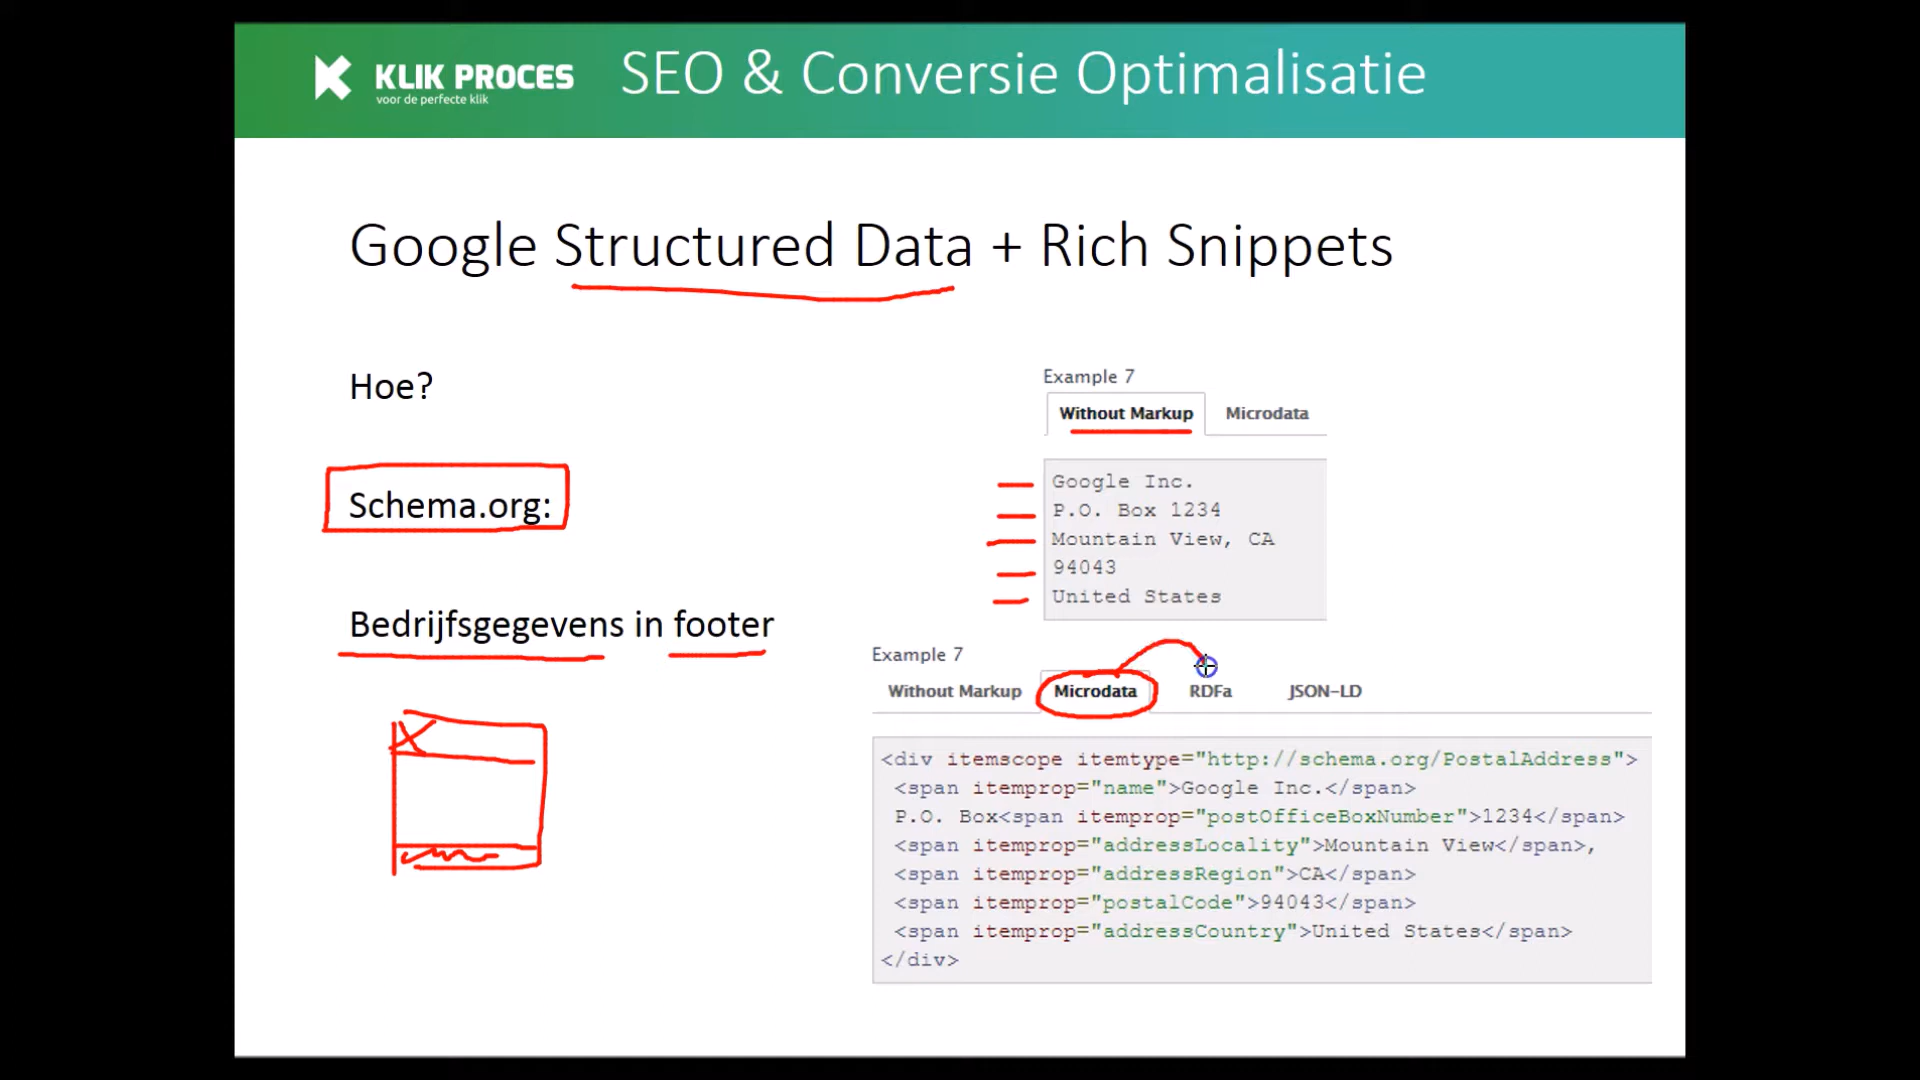 KLIK PROCES
voor de perfecte klik
SEO & Conversie Optimalisatie
Google Structured Data + Rich Snippets
Hoe?
Schema.org:
Bedrijfsgegevens in footer
Example 7
Without Markup Microdata
Google Inc.
P.O. Box 1234
Mountain View, CA
94043
United States
Example 7
Without Markup Microdata RDFa JSON-LD
<div itemscope itemtype="http://schema.org/PostalAddress">
<span itemprop="name">Google Inc.</span>
P.O. Box<span itemprop="postOfficeBoxNumber">1234</span>
<span itemprop="addressLocality">Mountain View</span>,
<span itemprop="addressRegion">CA</span>
<span itemprop="postalCode">94043</span>
<span itemprop="addressCountry">United States</span>
</div>